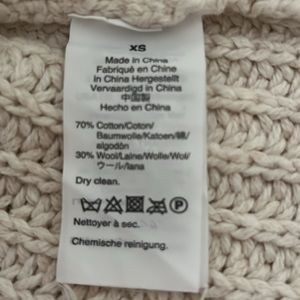 XS
Made in China
Fabriqué en Chine
In China Hergestellt
Vervaardigd in China
中国製
Hecho en China
70% Cotton/Coton/
Baumwolle/Katoen/綿/
algodón
30% Wool/Laine/Wolle/Wol/
ウール/lana
Dry clean.
P
Nettoyer à sec.
Chemische reinigung.